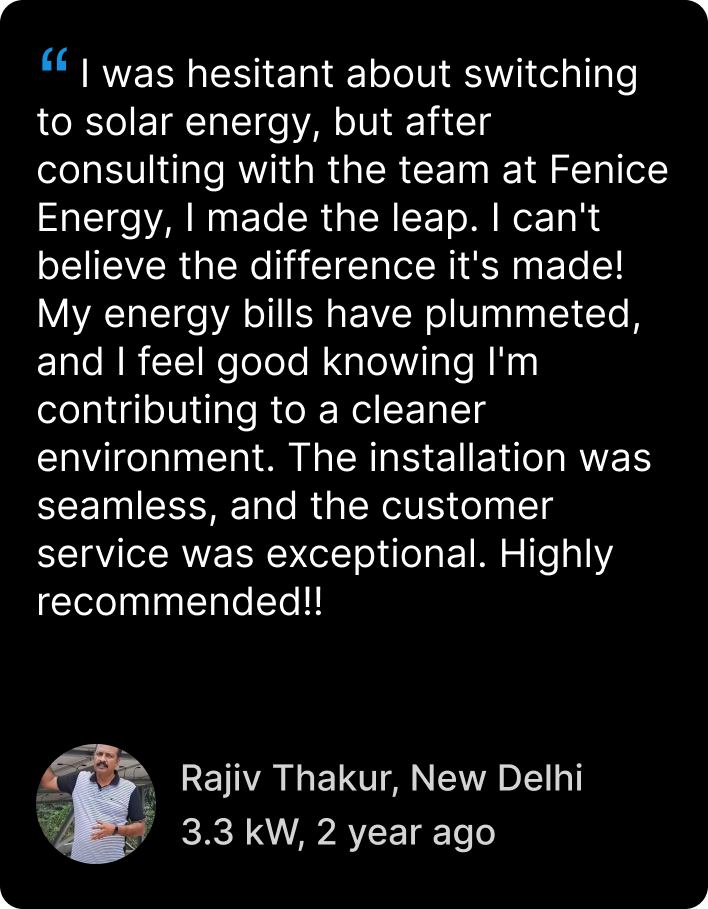 “ I was hesitant about switching
to solar energy, but after
consulting with the team at Fenice
Energy, I made the leap. I can't
believe the difference it's made!
My energy bills have plummeted,
and I feel good knowing I'm
contributing to a cleaner
environment. The installation was
seamless, and the customer
service was exceptional. Highly
recommended!!
Rajiv Thakur, New Delhi
3.3 kW, 2 year ago